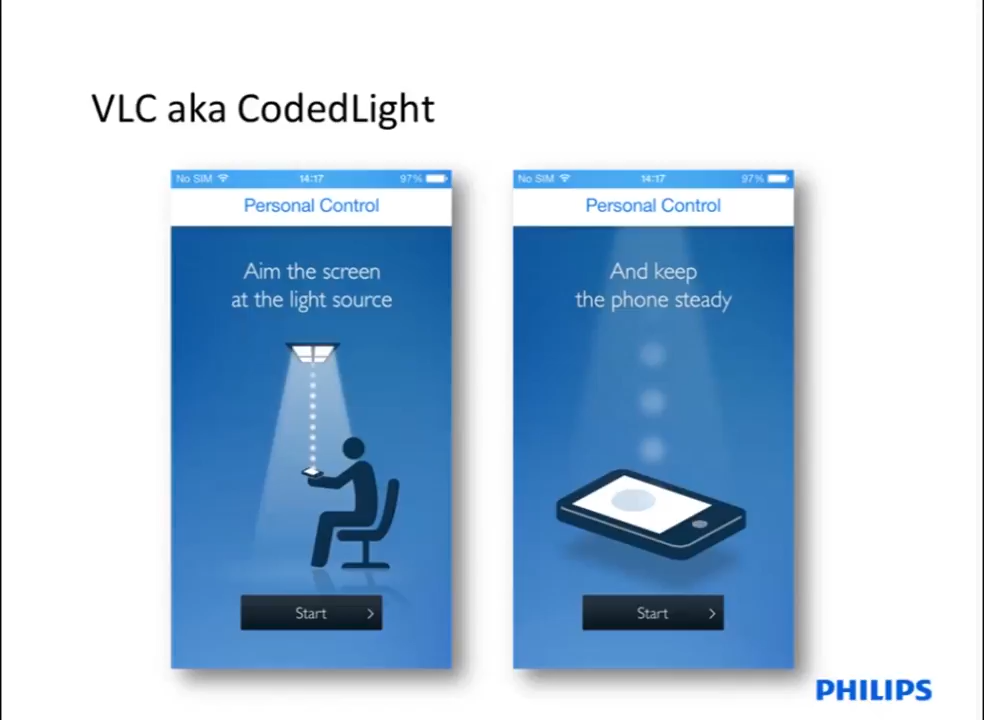 VLC aka CodedLight
No SIM 14:17 97%
Personal Control
Aim the screen
at the light source
Start
No SIM 14:17 97%
Personal Control
And keep
the phone steady
Start
PHILIPS